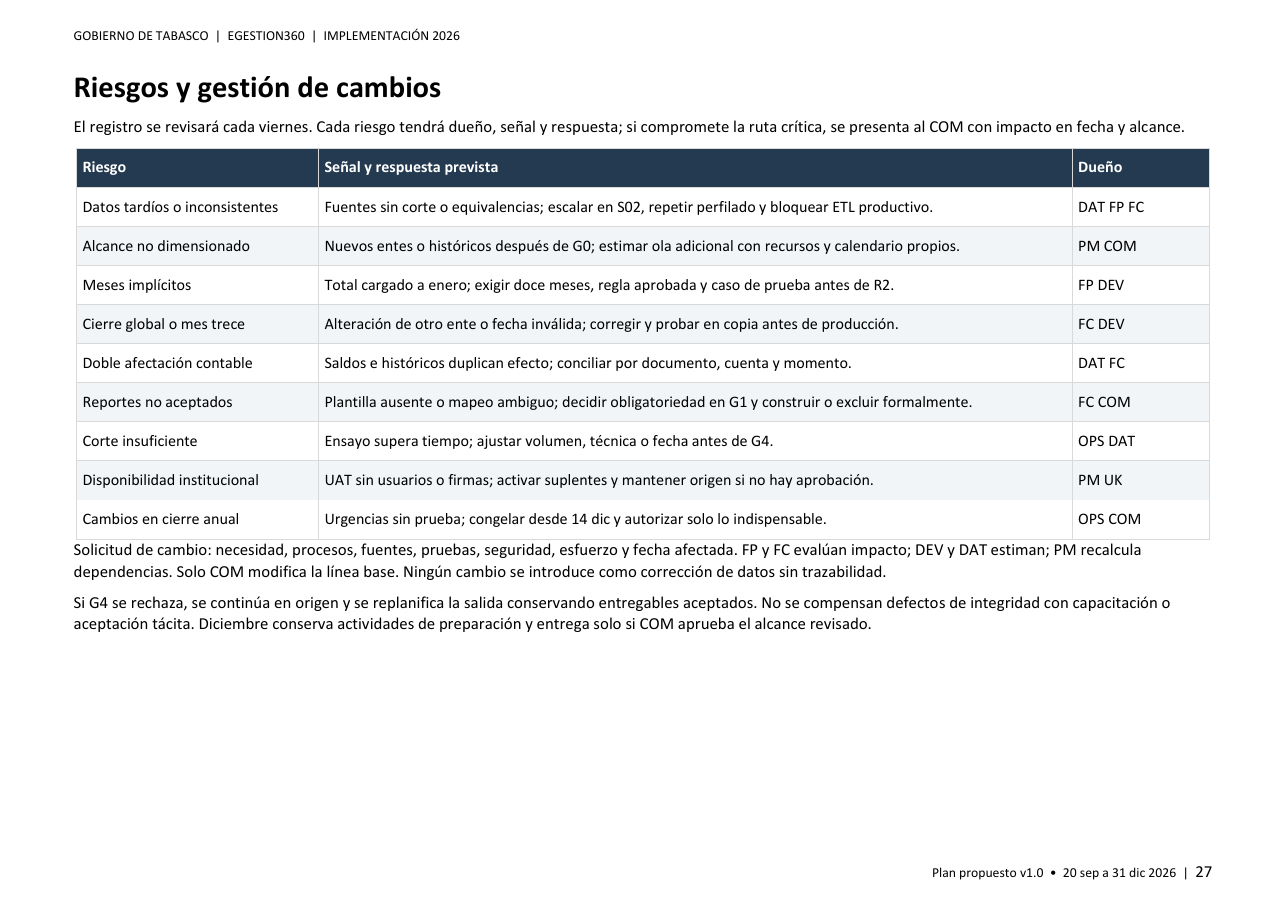 GOBIERNO DE TABASCO | EGESTION360 | IMPLEMENTACIÓN 2026
Riesgos y gestión de cambios
El registro se revisará cada viernes. Cada riesgo tendrá dueño, señal y respuesta; si compromete la ruta crítica, se presenta al COM con impacto en fecha y alcance.
Riesgo Señal y respuesta prevista Dueño
Datos tardíos o inconsistentes Fuentes sin corte o equivalencias; escalar en S02, repetir perfilado y bloquear ETL productivo. DAT FP FC
Alcance no dimensionado Nuevos entes o históricos después de G0; estimar ola adicional con recursos y calendario propios. PM COM
Meses implícitos Total cargado a enero; exigir doce meses, regla aprobada y caso de prueba antes de R2. FP DEV
Cierre global o mes trece Alteración de otro ente o fecha inválida; corregir y probar en copia antes de producción. FC DEV
Doble afectación contable Saldos e históricos duplican efecto; conciliar por documento, cuenta y momento. DAT FC
Reportes no aceptados Plantilla ausente o mapeo ambiguo; decidir obligatoriedad en G1 y construir o excluir formalmente. FC COM
Corte insuficiente Ensayo supera tiempo; ajustar volumen, técnica o fecha antes de G4. OPS DAT
Disponibilidad institucional UAT sin usuarios o firmas; activar suplentes y mantener origen si no hay aprobación. PM UK
Cambios en cierre anual Urgencias sin prueba; congelar desde 14 dic y autorizar solo lo indispensable. OPS COM
Solicitud de cambio: necesidad, procesos, fuentes, pruebas, seguridad, esfuerzo y fecha afectada. FP y FC evalúan impacto; DEV y DAT estiman; PM recalcula
dependencias. Solo COM modifica la línea base. Ningún cambio se introduce como corrección de datos sin trazabilidad.
Si G4 se rechaza, se continúa en origen y se replanifica la salida conservando entregables aceptados. No se compensan defectos de integridad con capacitación o
aceptación tácita. Diciembre conserva actividades de preparación y entrega solo si COM aprueba el alcance revisado.
Plan propuesto v1.0 • 20 sep a 31 dic 2026 | 27